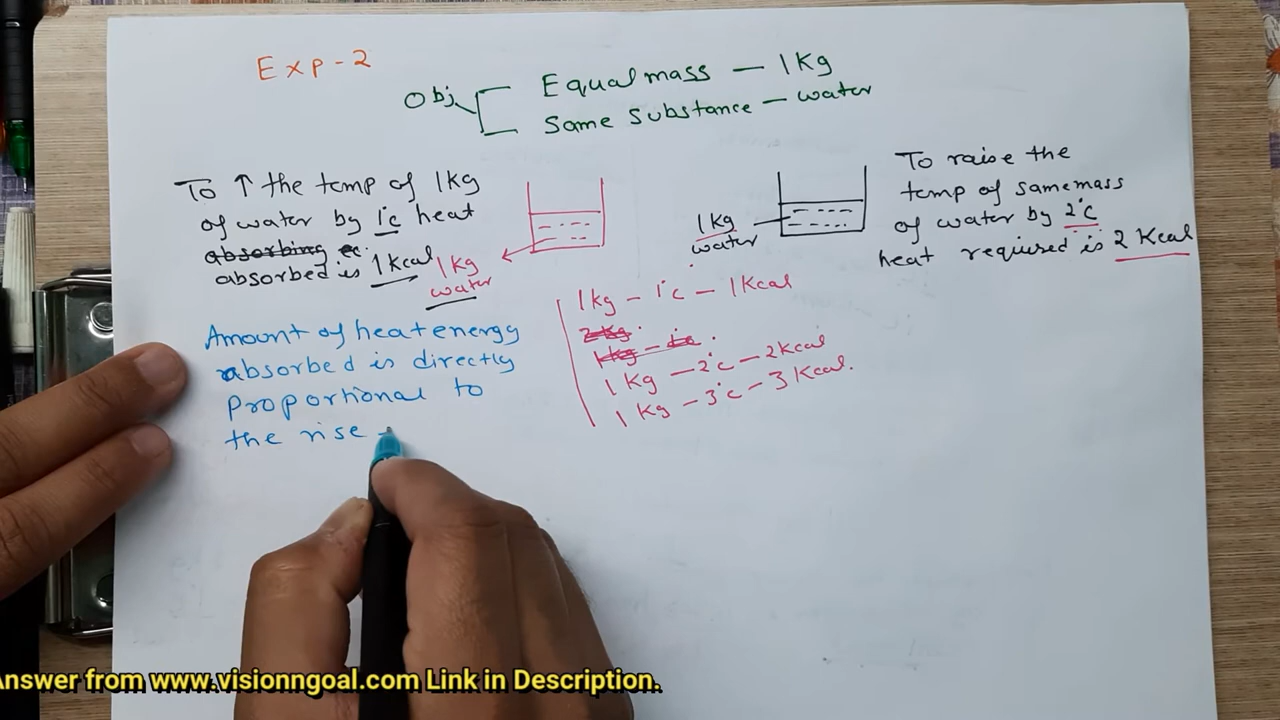 Exp-2
Obj
Equal mass - 1Kg
Same substance - water
To ↑ the temp of 1Kg
of water by 1°c heat
absorbing
absorbed is 1Kcal
1Kg
water
1Kg
water
To raise the
temp of same mass
of water by 2°c
heat required is 2 Kcal
1kg - 1°c - 1Kcal
2Kg
1Kg - 2°c - 2Kcal
1Kg - 3°c - 3 Kcal.
Amount of heat energy
absorbed is directly
proportional to
the rise
Answer from www.visionngoal.com Link in Description.